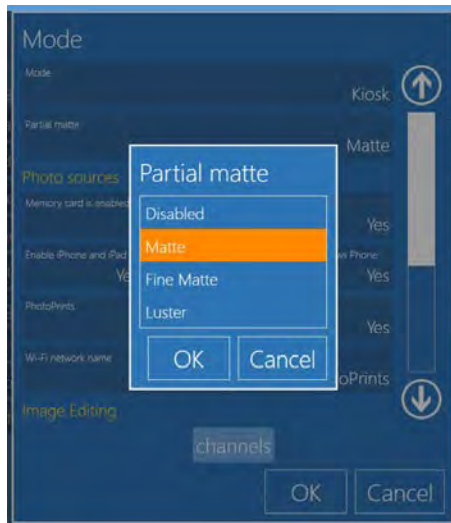 Mode
Mode
Kiosk
Partial matte
Matte
Photo sources
Memory card is enabled
Yes
Enable iPhone and iPad
Phone
Yes
PhotoPrints
Yes
Wi-Fi network name
oPrints
Image Editing
channels
OK Cancel
Partial matte
Disabled
Matte
Fine Matte
Luster
OK Cancel